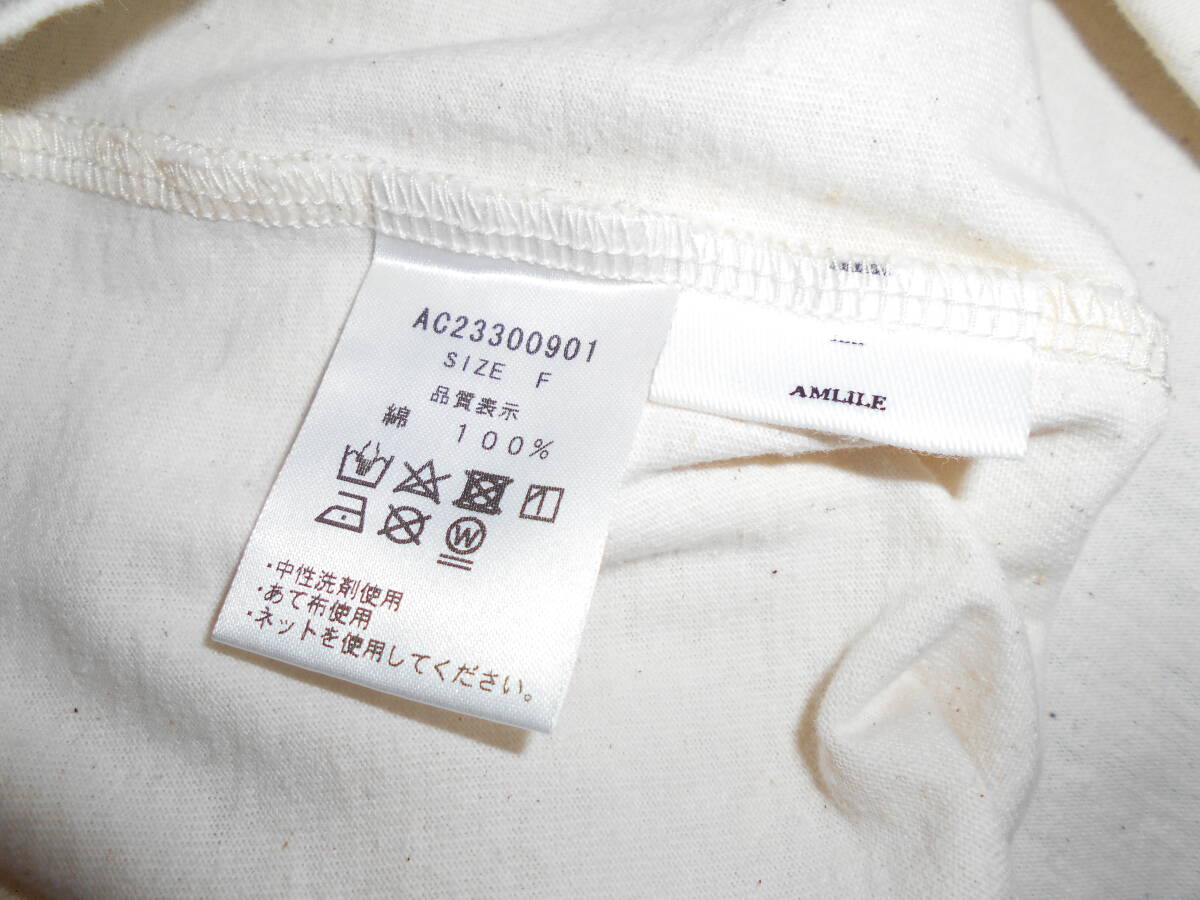 AC23300901
SIZE F
品質表示
綿 100%
W
・中性洗剤使用
・あて布使用
・ネットを使用してください。
AMLILE